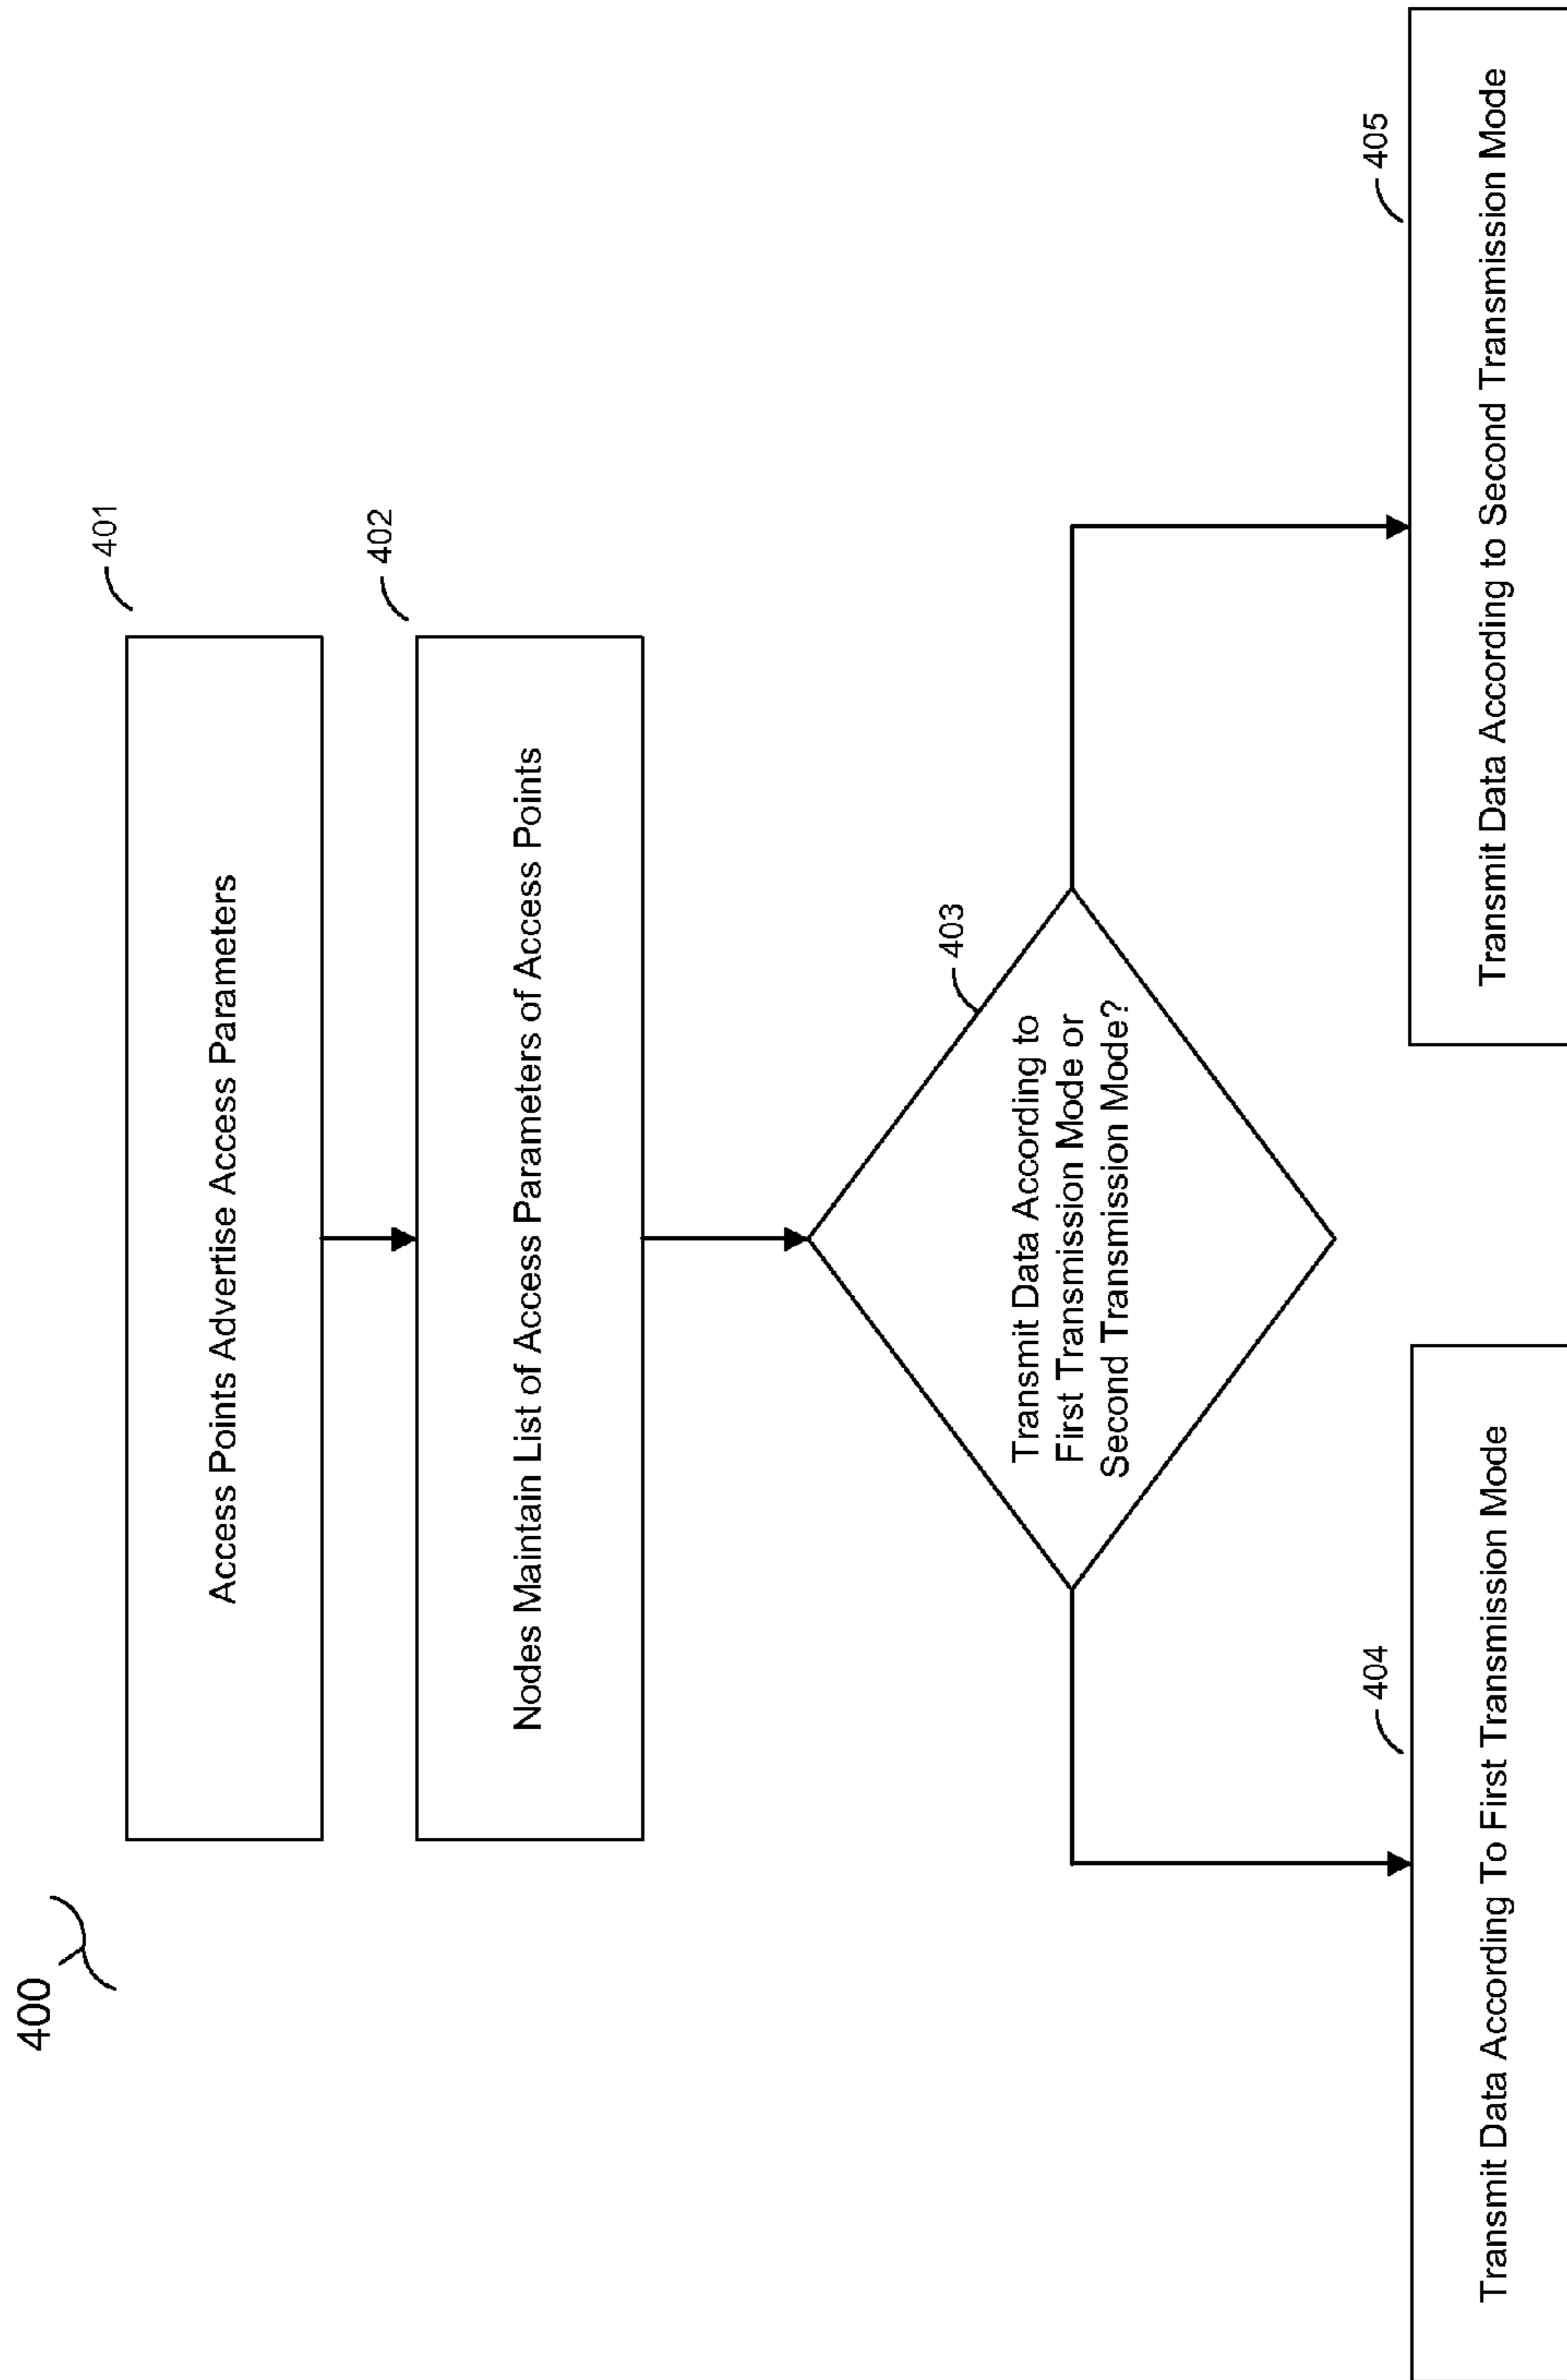 400
401
Access Points Advertise Access Parameters
402
Nodes Maintain List of Access Parameters of Access Points
403
Transmit Data According to
First Transmission Mode or
Second Transmission Mode?
404
Transmit Data According To First Transmission Mode
405
Transmit Data According to Second Transmission Mode